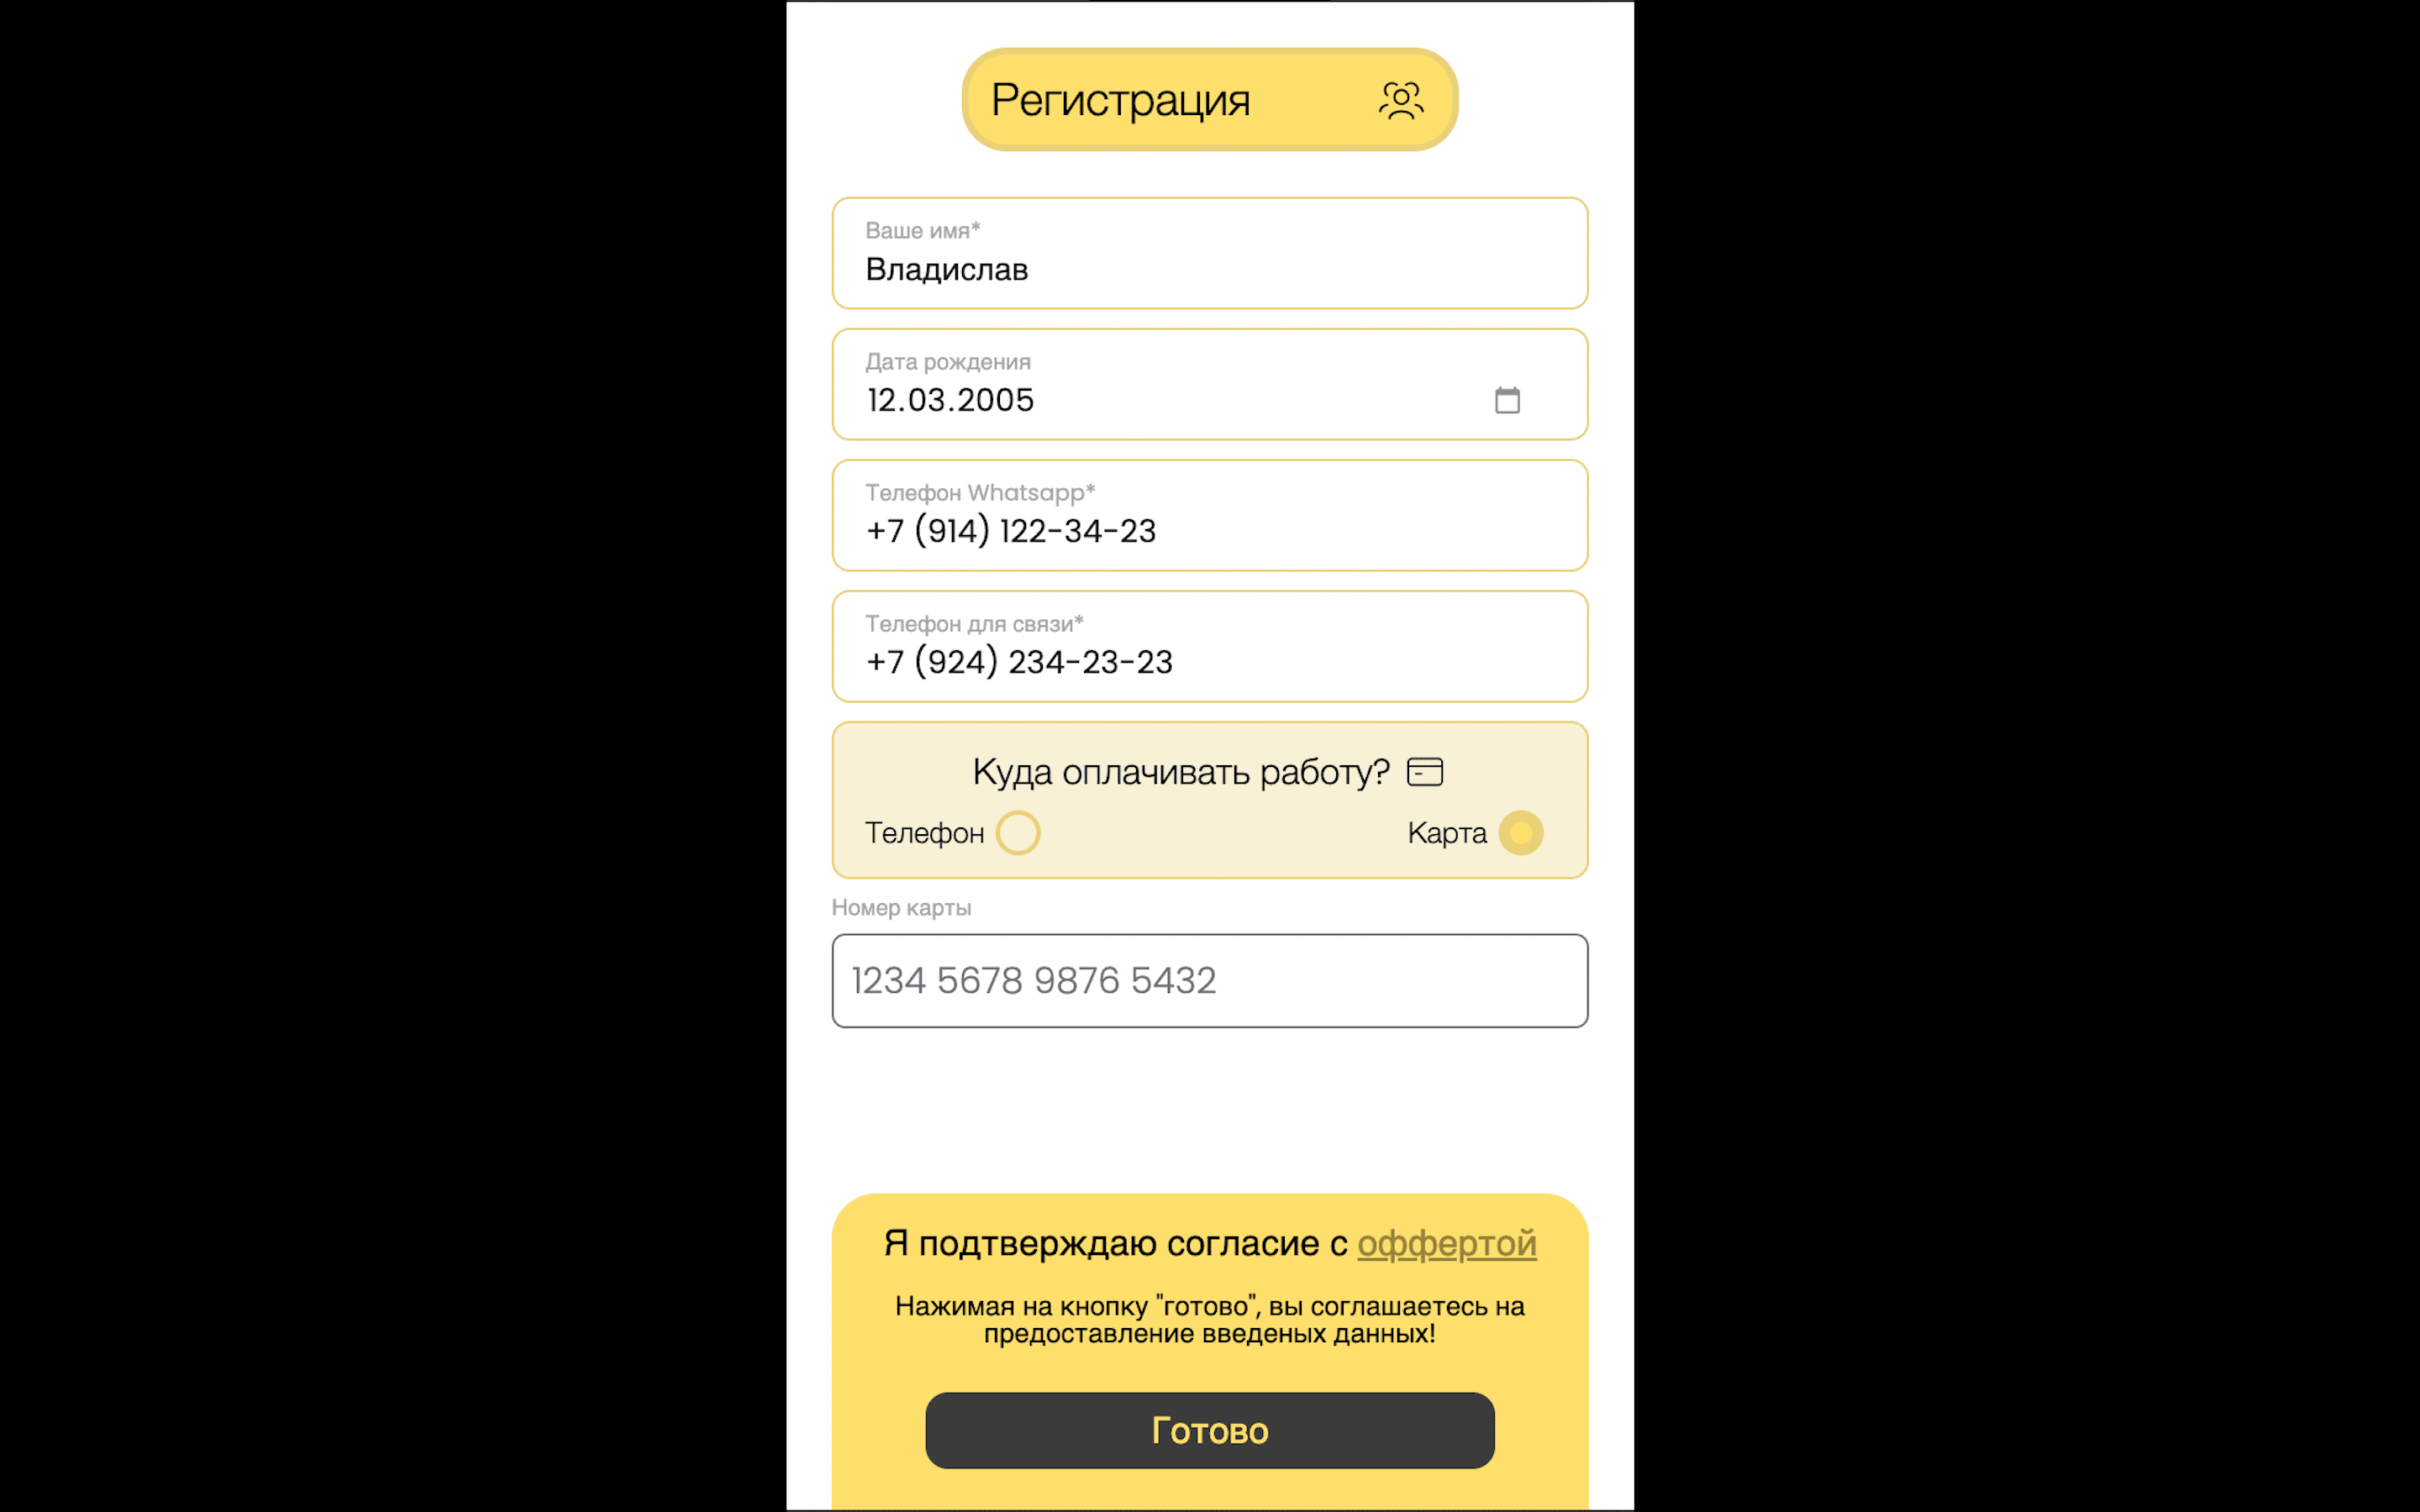 Регистрация
Ваше имя*
Владислав
Дата рождения
12.03.2005
Телефон Whatsapp*
+7 (914) 122-34-23
Телефон для связи*
+7 (924) 234-23-23
Куда оплачивать работу?
Телефон Карта
Номер карты
1234 5678 9876 5432
Я подтверждаю согласие с оффертой
Нажимая на кнопку "готово", вы соглашаетесь на
предоставление введеных данных!
Готово